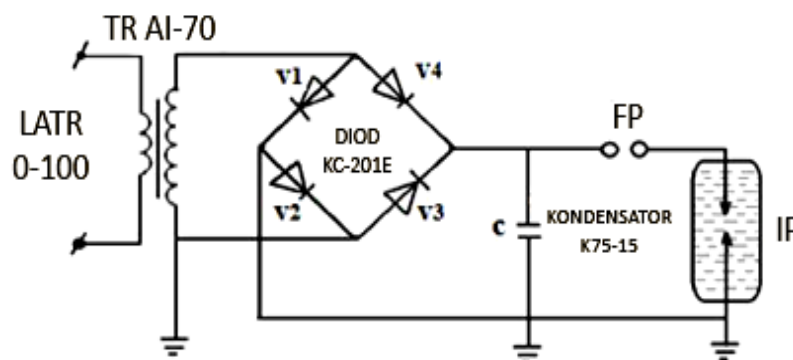 TR AI-70
LATR
0-100
v1
v4
DIOD
KC-201E
v2
v3
FP
c
KONDENSATOR
K75-15